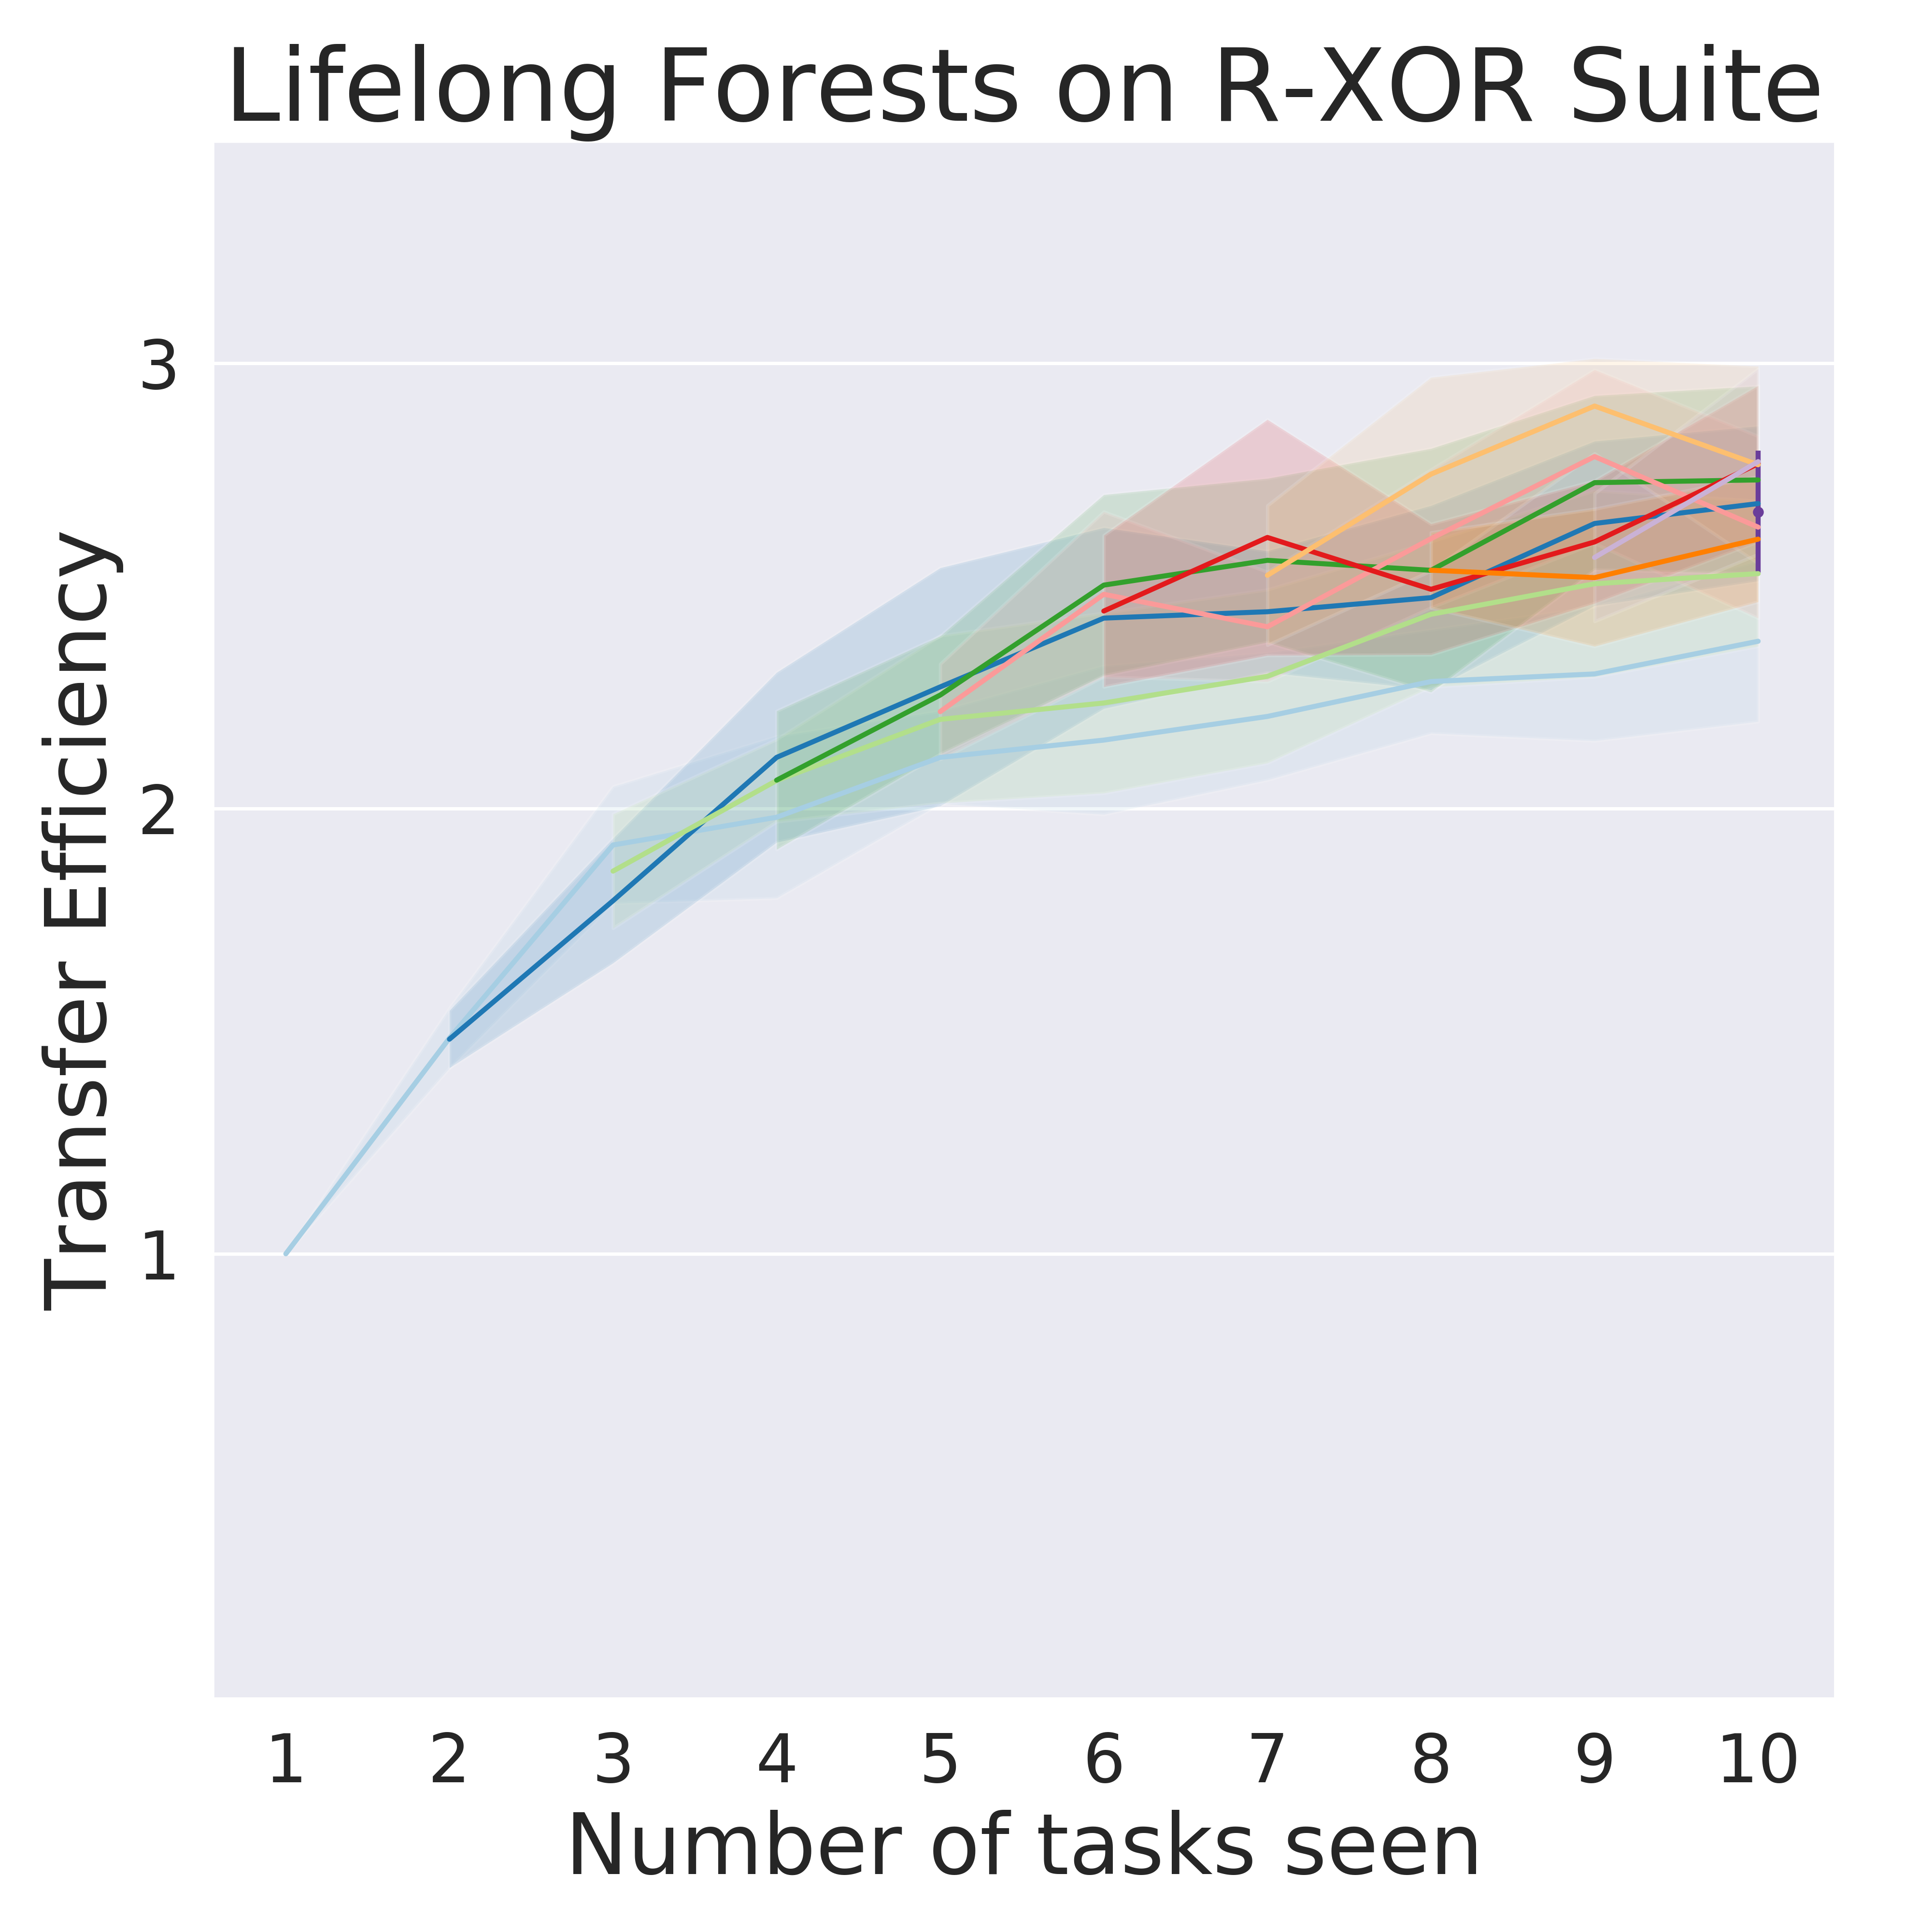 Lifelong Forests on R-XOR Suite
Transfer Efficiency
3
2
1
1 2 3 4 5 6 7 8 9 10
Number of tasks seen